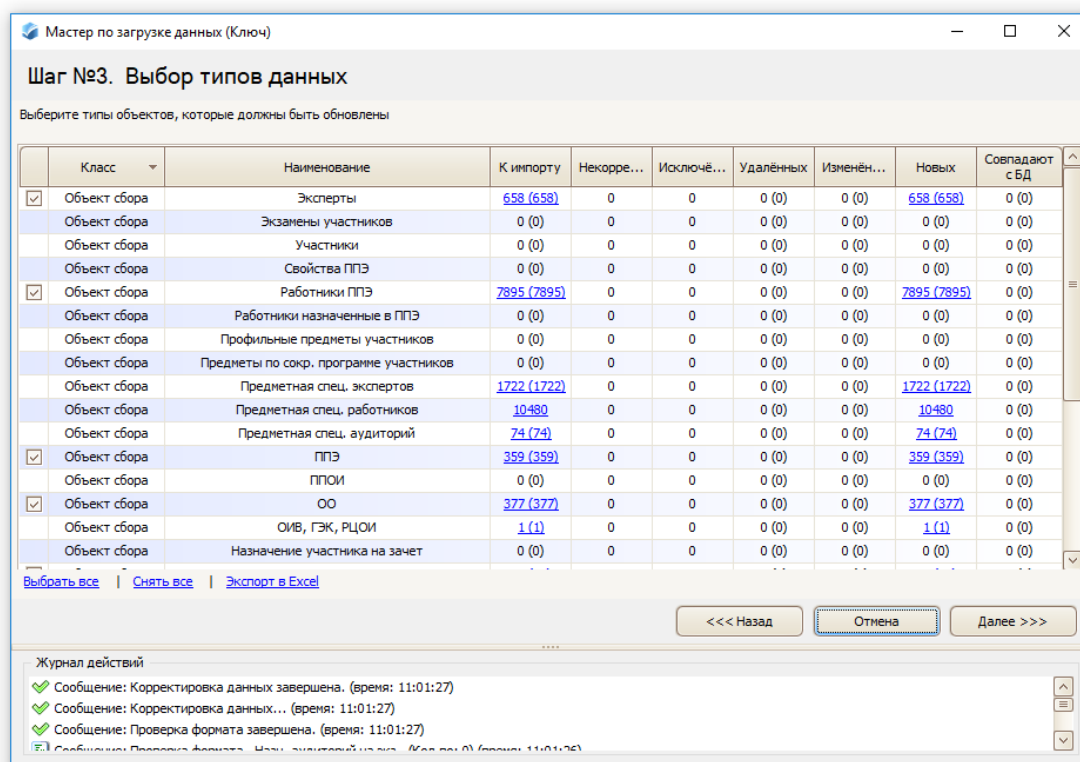 Мастер по загрузке данных (Ключ)
Шаг №3. Выбор типов данных
Выберите типы объектов, которые должны быть обновлены
Класс Наименование К импорту Некорре... Исключё... Удалённых Изменён... Новых Совпадают с БД
Объект сбора Эксперты 658 (658) 0 0 0 (0) 0 (0) 658 (658) 0 (0)
Объект сбора Экзамены участников 0 (0) 0 0 0 (0) 0 (0) 0 (0) 0 (0)
Объект сбора Участники 0 (0) 0 0 0 (0) 0 (0) 0 (0) 0 (0)
Объект сбора Свойства ППЭ 0 (0) 0 0 0 (0) 0 (0) 0 (0) 0 (0)
Объект сбора Работники ППЭ 7895 (7895) 0 0 0 (0) 0 (0) 7895 (7895) 0 (0)
Объект сбора Работники назначенные в ППЭ 0 (0) 0 0 0 (0) 0 (0) 0 (0) 0 (0)
Объект сбора Профильные предметы участников 0 (0) 0 0 0 (0) 0 (0) 0 (0) 0 (0)
Объект сбора Предметы по сокр. программе участников 0 (0) 0 0 0 (0) 0 (0) 0 (0) 0 (0)
Объект сбора Предметная спец. экспертов 1722 (1722) 0 0 0 (0) 0 (0) 1722 (1722) 0 (0)
Объект сбора Предметная спец. работников 10480 0 0 0 (0) 0 (0) 10480 0 (0)
Объект сбора Предметная спец. аудиторий 74 (74) 0 0 0 (0) 0 (0) 74 (74) 0 (0)
Объект сбора ППЭ 359 (359) 0 0 0 (0) 0 (0) 359 (359) 0 (0)
Объект сбора ППОИ 0 (0) 0 0 0 (0) 0 (0) 0 (0) 0 (0)
Объект сбора ОО 377 (377) 0 0 0 (0) 0 (0) 377 (377) 0 (0)
Объект сбора ОИВ, ГЭК, РЦОИ 1 (1) 0 0 0 (0) 0 (0) 1 (1) 0 (0)
Объект сбора Назначение участника на зачет 0 (0) 0 0 0 (0) 0 (0) 0 (0) 0 (0)
Выбрать все | Снять все | Экспорт в Excel
<<< Назад Отмена Далее >>>
Журнал действий
Сообщение: Корректировка данных завершена. (время: 11:01:27)
Сообщение: Корректировка данных... (время: 11:01:27)
Сообщение: Проверка формата завершена. (время: 11:01:27)
Сообщение: Проверка формата